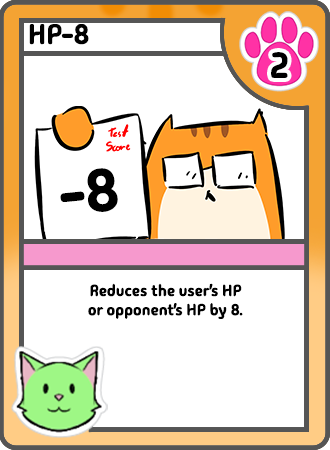 HP-8
2
Test
Score
-8
Reduces the user's HP
or opponent's HP by 8.